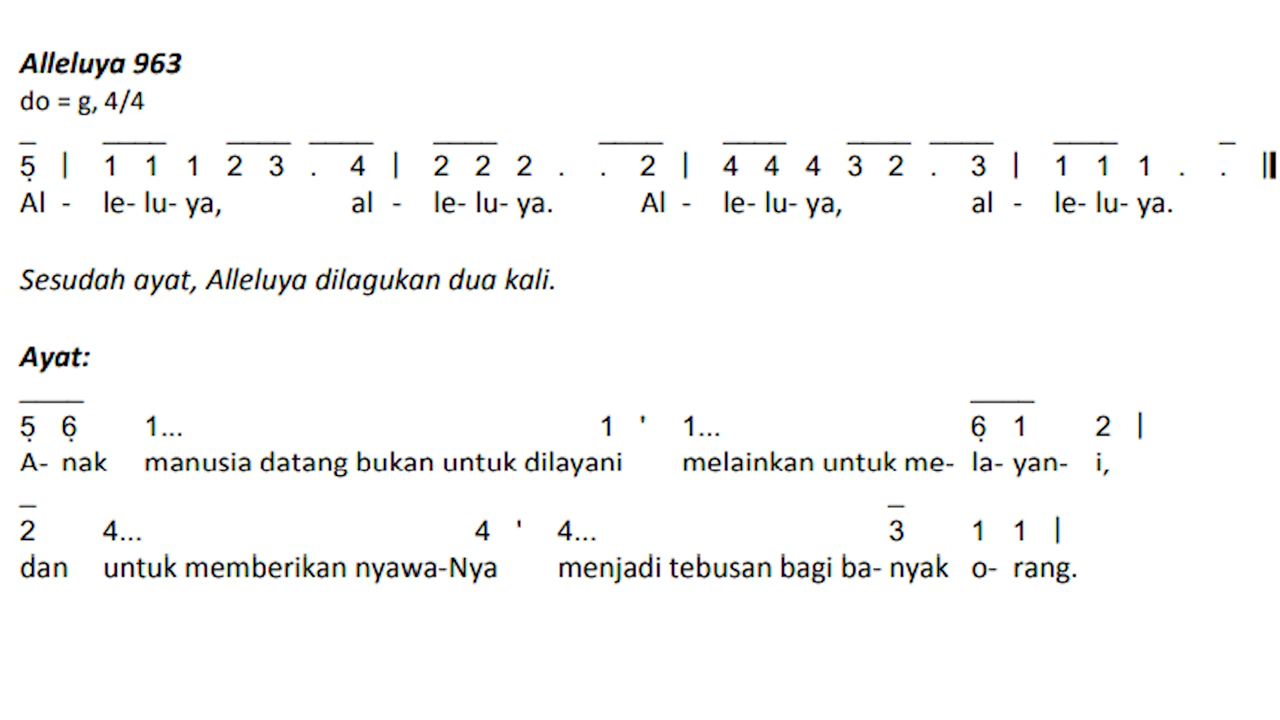 Alleluya 963
do = g, 4/4
5̣ | 1 1 1 2 3 . 4 | 2 2 2 . . 2 | 4 4 4 3 2 . 3 | 1 1 1 . . ||
Al - le- lu- ya, al - le- lu- ya. Al - le- lu- ya, al - le- lu- ya.
Sesudah ayat, Alleluya dilagukan dua kali.
Ayat:
5̣ 6̣ 1... 1 ' 1... 6̣ 1 2 |
A- nak manusia datang bukan untuk dilayani melainkan untuk me- la- yan- i,
2 4... 4 ' 4... 3 1 1 |
dan untuk memberikan nyawa-Nya menjadi tebusan bagi ba- nyak o- rang.